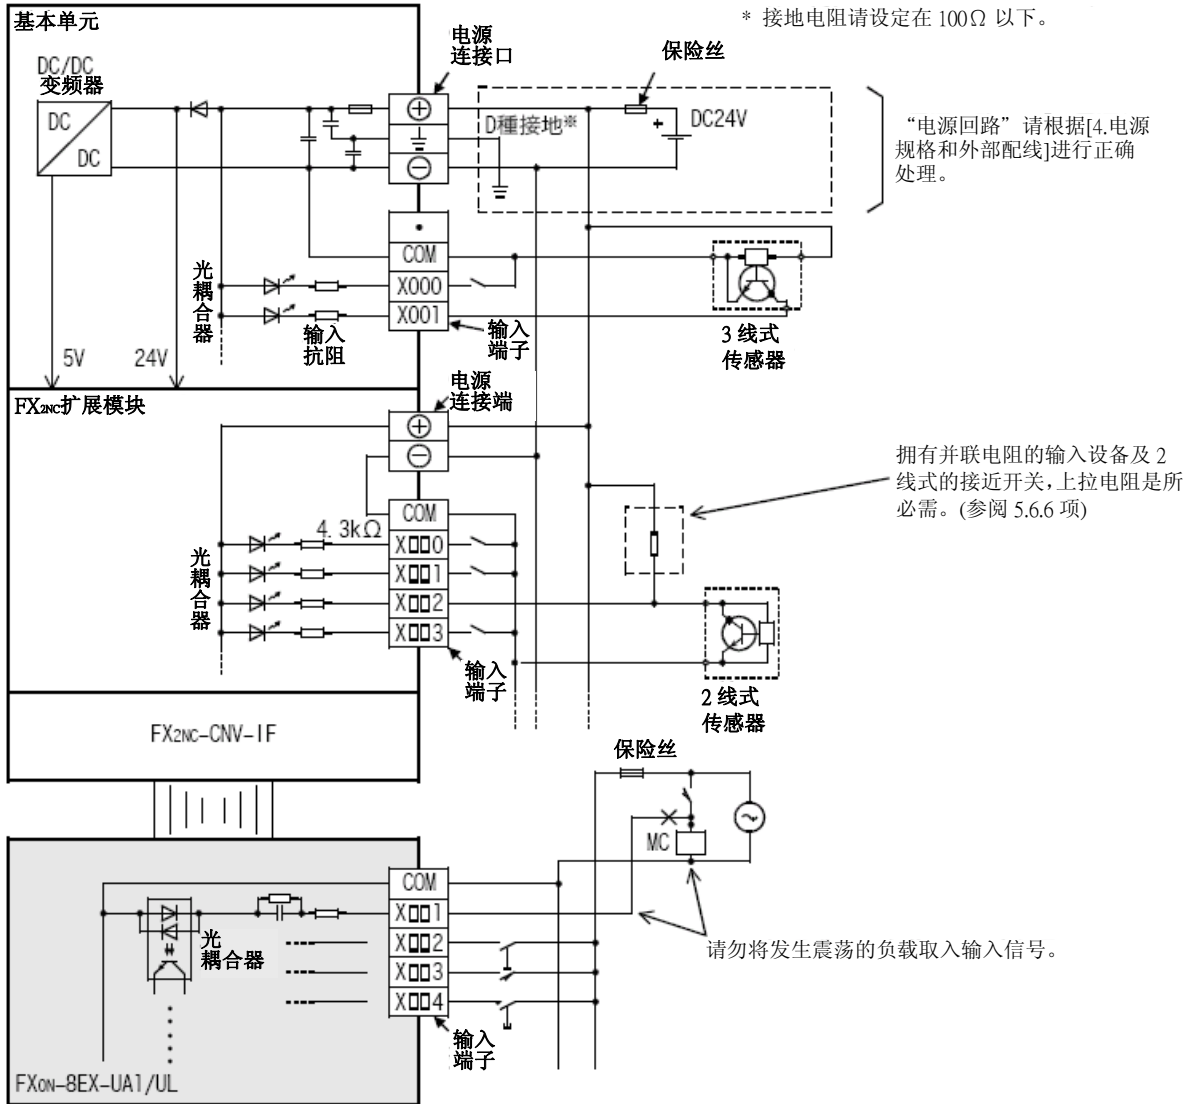 基本单元
* 接地电阻请设定在 100Ω 以下。
电源
连接口
保险丝
DC/DC
变频器
DC
DC
D種接地※
DC24V
+
“电源回路” 请根据[4.电源
规格和外部配线]进行正确
处理。
COM
X000
X001
光
耦
合
器
输入
抗阻
输入
端子
3 线式
传感器
5V
24V
FX2NC扩展模块
电源
连接端
COM
4.3kΩ
X□□0
X□□1
X□□2
X□□3
光
耦
合
器
拥有并联电阻的输入设备及 2
线式的接近开关，上拉电阻是所
必需。(参阅 5.6.6 项)
输入
端子
2 线式
传感器
FX2NC-CNV-IF
保险丝
MC
COM
X□□1
X□□2
X□□3
X□□4
光
耦合器
请勿将发生震荡的负载取入输入信号。
输入
端子
FX0N-8EX-UA1/UL